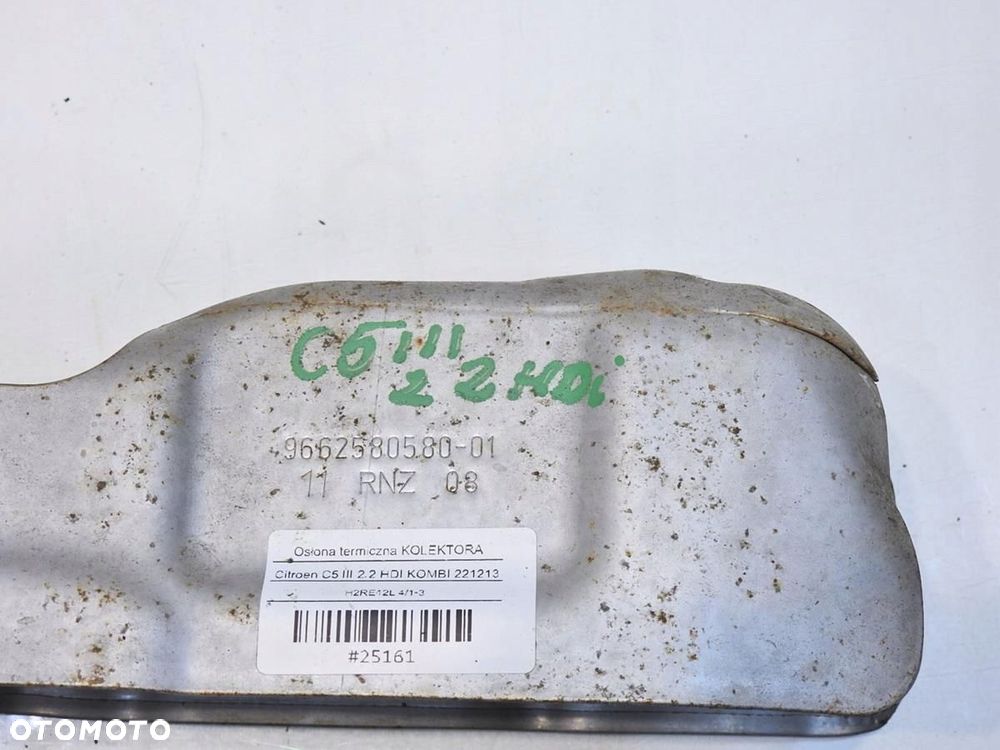 C5 III
2 2 HDi
9662580580-01
11 RNZ 08
Osłona termiczna KOLEKTORA
Citroen C5 III 2.2 HDI KOMBI 221213
H2RE12L 4/1-3
#25161
OTOMOTO